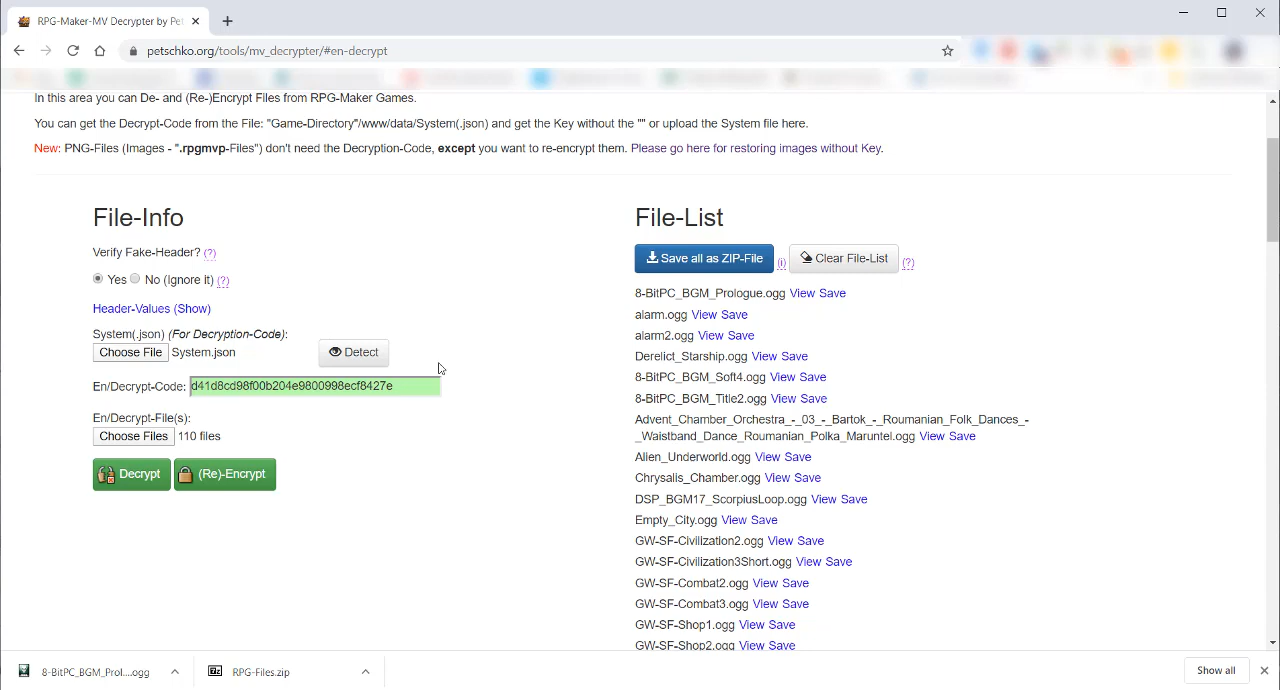 RPG-Maker-MV Decrypter by Pet
petschko.org/tools/mv_decrypter/#en-decrypt
In this area you can De- and (Re-)Encrypt Files from RPG-Maker Games.
You can get the Decrypt-Code from the File: "Game-Directory"/www/data/System(.json) and get the Key without the "" or upload the System file here.
New: PNG-Files (Images - ".rpgmvp-Files") don't need the Decryption-Code, except you want to re-encrypt them. Please go here for restoring images without Key.
File-Info
Verify Fake-Header? (?)
Yes No (Ignore it) (?)
Header-Values (Show)
System(.json) (For Decryption-Code):
Choose File System.json Detect
En/Decrypt-Code: d41d8cd98f00b204e9800998ecf8427e
En/Decrypt-File(s):
Choose Files 110 files
Decrypt (Re)-Encrypt
File-List
Save all as ZIP-File (i) Clear File-List (?)
8-BitPC_BGM_Prologue.ogg View Save
alarm.ogg View Save
alarm2.ogg View Save
Derelict_Starship.ogg View Save
8-BitPC_BGM_Soft4.ogg View Save
8-BitPC_BGM_Title2.ogg View Save
Advent_Chamber_Orchestra_-_03_-_Bartok_-_Roumanian_Folk_Dances_-
_Waistband_Dance_Roumanian_Polka_Maruntel.ogg View Save
Alien_Underworld.ogg View Save
Chrysalis_Chamber.ogg View Save
DSP_BGM17_ScorpiusLoop.ogg View Save
Empty_City.ogg View Save
GW-SF-Civilization2.ogg View Save
GW-SF-Civilization3Short.ogg View Save
GW-SF-Combat2.ogg View Save
GW-SF-Combat3.ogg View Save
GW-SF-Shop1.ogg View Save
GW-SF-Shop2.ogg View Save
8-BitPC_BGM_Prol....ogg
RPG-Files.zip
Show all